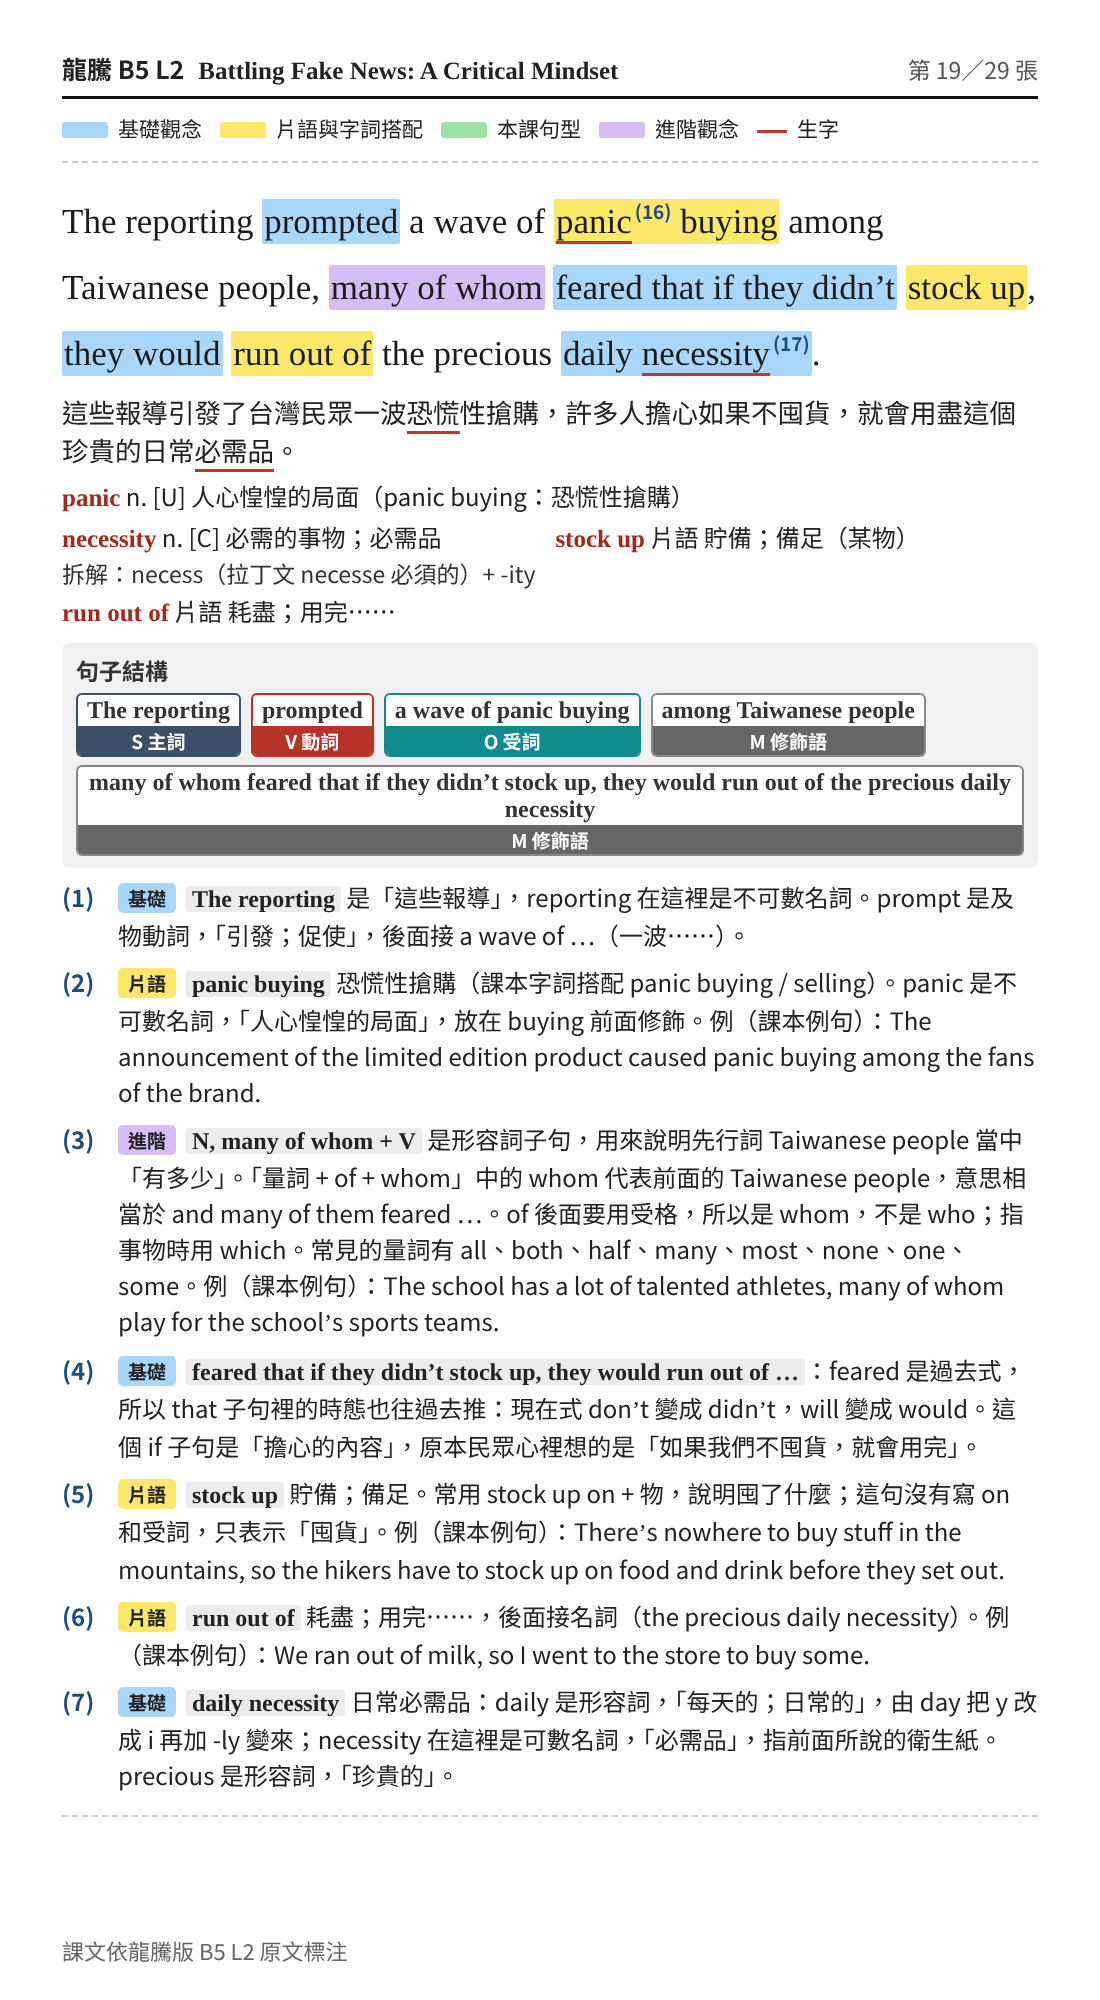 龍騰 B5 L2 Battling Fake News: A Critical Mindset 第 19／29 張
基礎觀念 片語與字詞搭配 本課句型 進階觀念 生字
The reporting prompted a wave of panic(16) buying among
Taiwanese people, many of whom feared that if they didn’t stock up,
they would run out of the precious daily necessity(17).
這些報導引發了台灣民眾一波恐慌性搶購，許多人擔心如果不囤貨，就會用盡這個
珍貴的日常必需品。
panic n. [U] 人心惶惶的局面（panic buying：恐慌性搶購）
necessity n. [C] 必需的事物；必需品 stock up 片語 貯備；備足（某物）
拆解：necess（拉丁文 necesse 必須的）+ -ity
run out of 片語 耗盡；用完……
句子結構
The reporting prompted a wave of panic buying among Taiwanese people
S 主詞 V 動詞 O 受詞 M 修飾語
many of whom feared that if they didn’t stock up, they would run out of the precious daily
necessity
M 修飾語
(1) 基礎 The reporting 是「這些報導」，reporting 在這裡是不可數名詞。prompt 是及
物動詞，「引發；促使」，後面接 a wave of …（一波……）。
(2) 片語 panic buying 恐慌性搶購（課本字詞搭配 panic buying / selling）。panic 是不
可數名詞，「人心惶惶的局面」，放在 buying 前面修飾。例（課本例句）：The
announcement of the limited edition product caused panic buying among the fans
of the brand.
(3) 進階 N, many of whom + V 是形容詞子句，用來說明先行詞 Taiwanese people 當中
「有多少」。「量詞 + of + whom」中的 whom 代表前面的 Taiwanese people，意思相
當於 and many of them feared …。of 後面要用受格，所以是 whom，不是 who；指
事物時用 which。常見的量詞有 all、both、half、many、most、none、one、
some。例（課本例句）：The school has a lot of talented athletes, many of whom
play for the school’s sports teams.
(4) 基礎 feared that if they didn’t stock up, they would run out of …：feared 是過去式，
所以 that 子句裡的時態也往過去推：現在式 don’t 變成 didn’t，will 變成 would。這
個 if 子句是「擔心的內容」，原本民眾心裡想的是「如果我們不囤貨，就會用完」。
(5) 片語 stock up 貯備；備足。常用 stock up on + 物，說明囤了什麼；這句沒有寫 on
和受詞，只表示「囤貨」。例（課本例句）：There’s nowhere to buy stuff in the
mountains, so the hikers have to stock up on food and drink before they set out.
(6) 片語 run out of 耗盡；用完……，後面接名詞（the precious daily necessity）。例
（課本例句）：We ran out of milk, so I went to the store to buy some.
(7) 基礎 daily necessity 日常必需品：daily 是形容詞，「每天的；日常的」，由 day 把 y 改
成 i 再加 -ly 變來；necessity 在這裡是可數名詞，「必需品」，指前面所說的衛生紙。
precious 是形容詞，「珍貴的」。
課文依龍騰版 B5 L2 原文標注